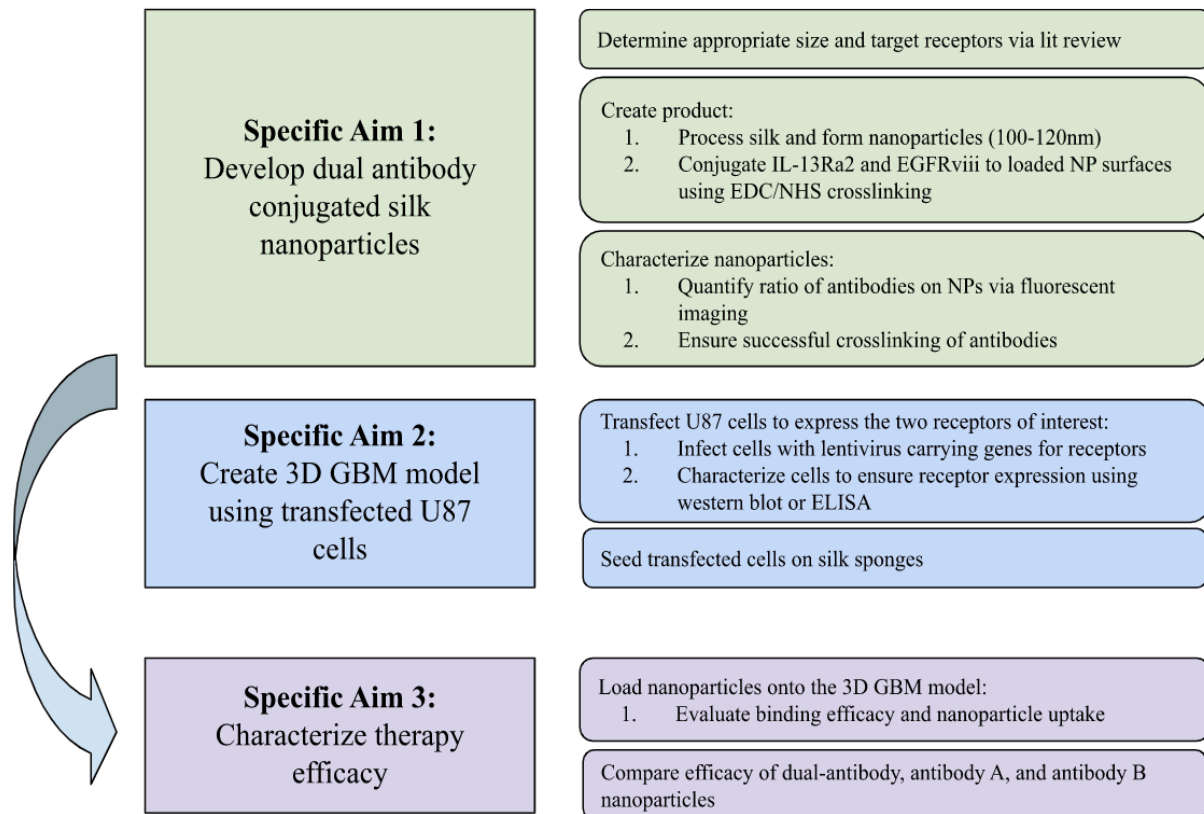 Specific Aim 1:
Develop dual antibody
conjugated silk
nanoparticles
Determine appropriate size and target receptors via lit review
Create product:
1. Process silk and form nanoparticles (100-120nm)
2. Conjugate IL-13Ra2 and EGFRviii to loaded NP surfaces
using EDC/NHS crosslinking
Characterize nanoparticles:
1. Quantify ratio of antibodies on NPs via fluorescent
imaging
2. Ensure successful crosslinking of antibodies
Specific Aim 2:
Create 3D GBM model
using transfected U87
cells
Transfect U87 cells to express the two receptors of interest:
1. Infect cells with lentivirus carrying genes for receptors
2. Characterize cells to ensure receptor expression using
western blot or ELISA
Seed transfected cells on silk sponges
Specific Aim 3:
Characterize therapy
efficacy
Load nanoparticles onto the 3D GBM model:
1. Evaluate binding efficacy and nanoparticle uptake
Compare efficacy of dual-antibody, antibody A, and antibody B
nanoparticles